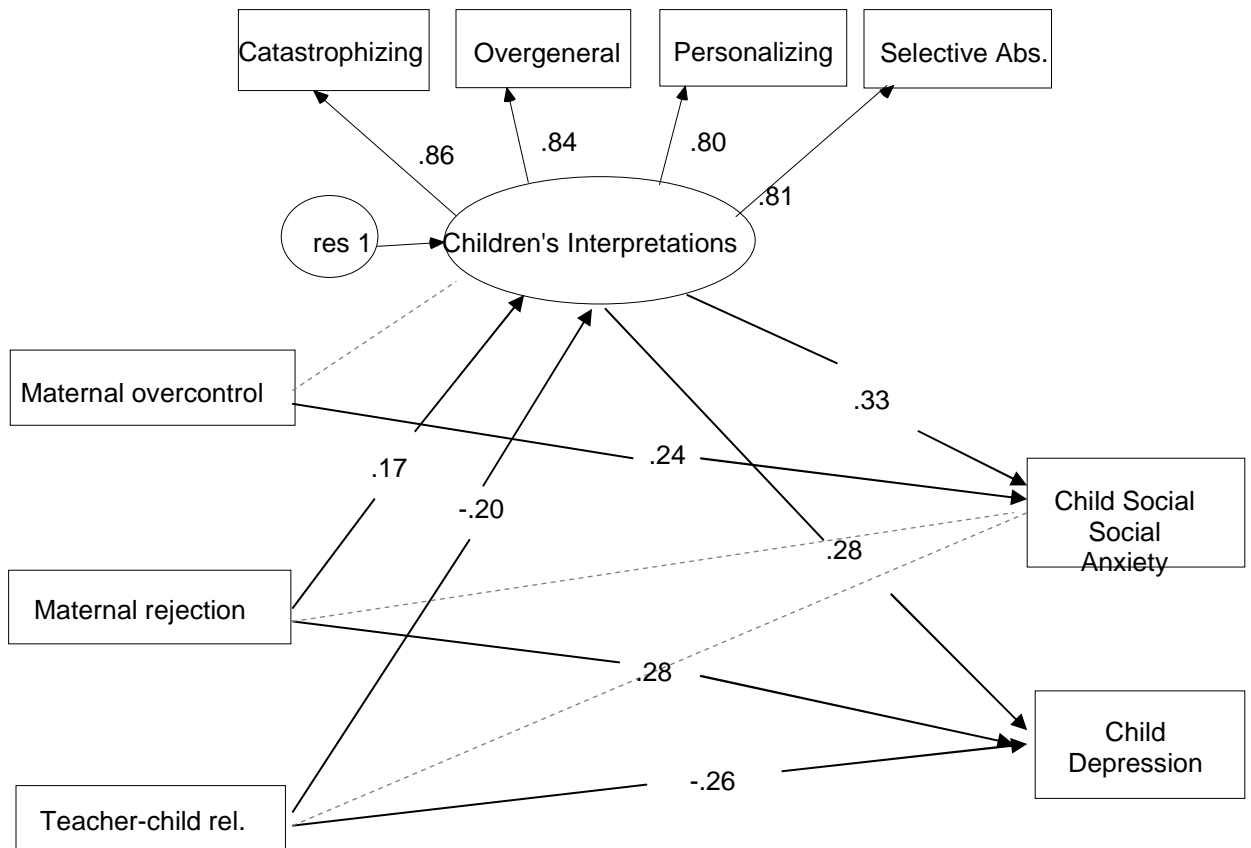 Catastrophizing
Overgeneral
Personalizing
Selective Abs.
.86
.84
.80
.81
res 1
Children's Interpretations
Maternal overcontrol
.33
.24
.17
-.20
Child Social
Social
Anxiety
.28
Maternal rejection
.28
Child
Depression
-.26
Teacher-child rel.